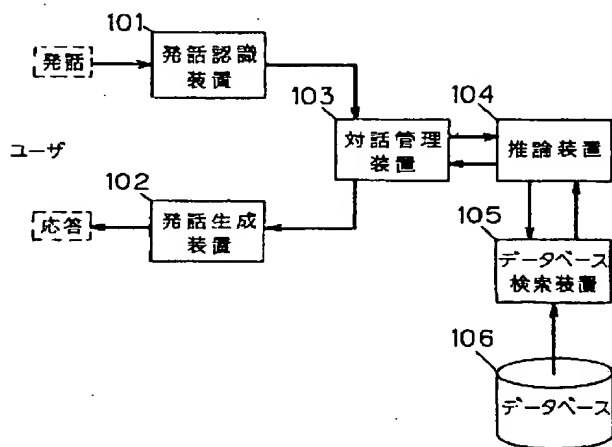 101
発話
発話認識
装置
103
104
対話管理
装置
推論装置
ユーザ
102
応答
発話生成
装置
105
データベース
検索装置
106
データベース